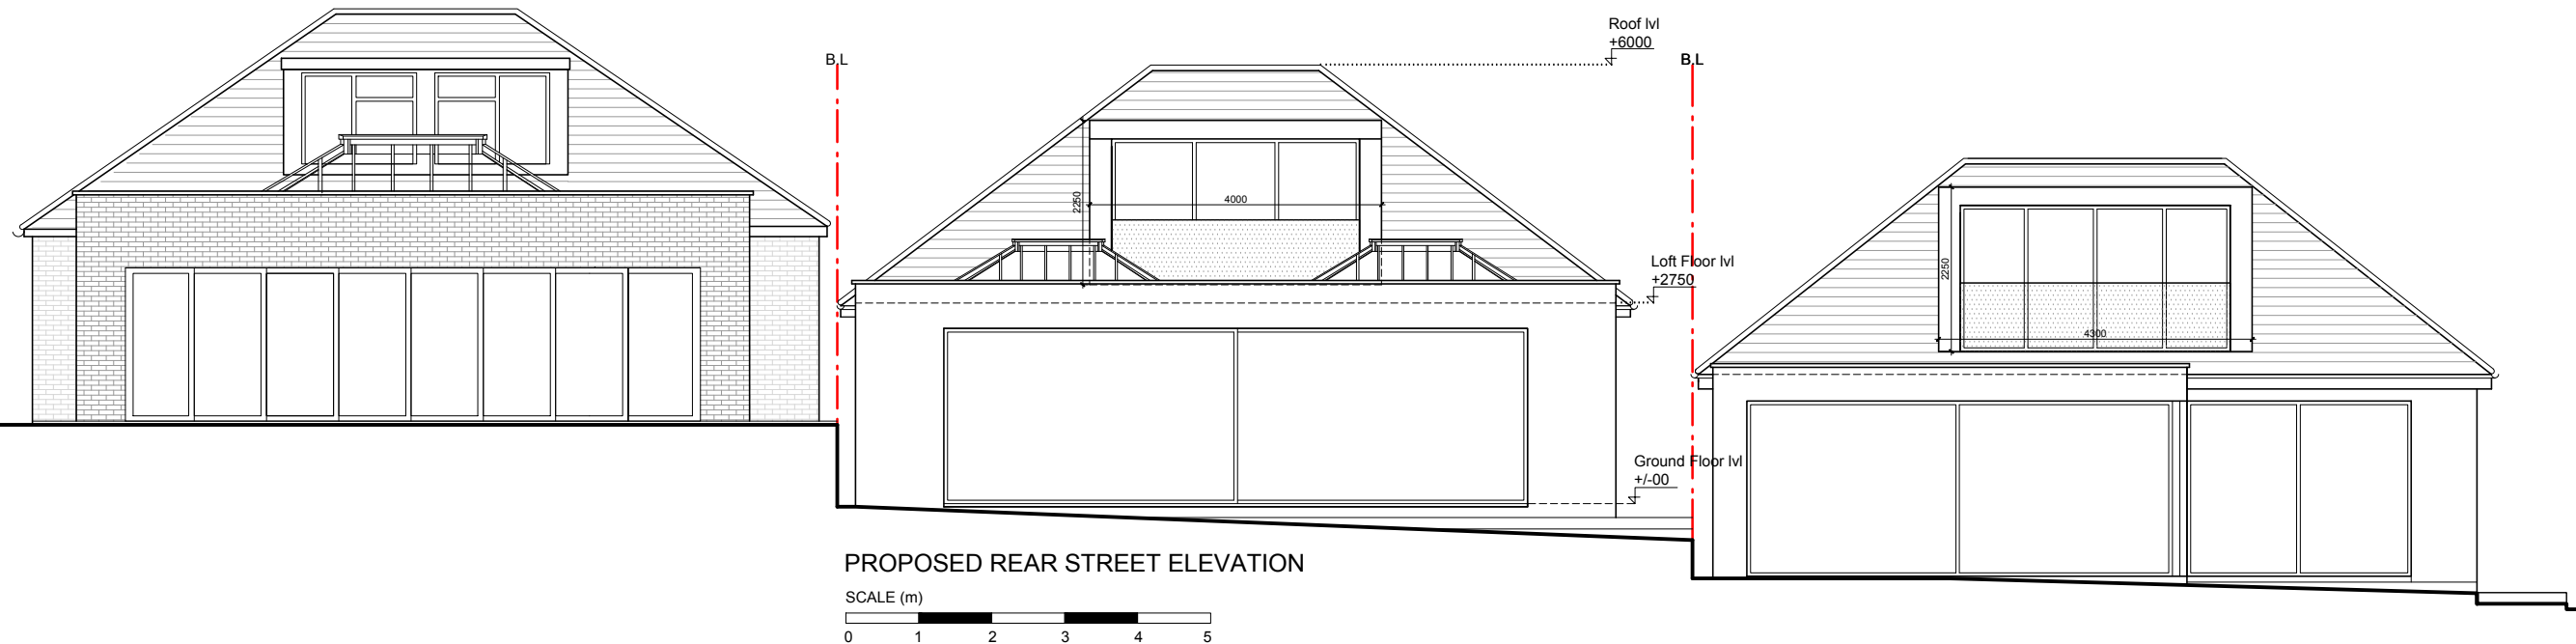 Roof lvl
+6000
B.L
B.L
2250
4000
2250
4300
Loft Floor lvl
+2750
Ground Floor lvl
+/-00
PROPOSED REAR STREET ELEVATION
SCALE (m)
0 1 2 3 4 5